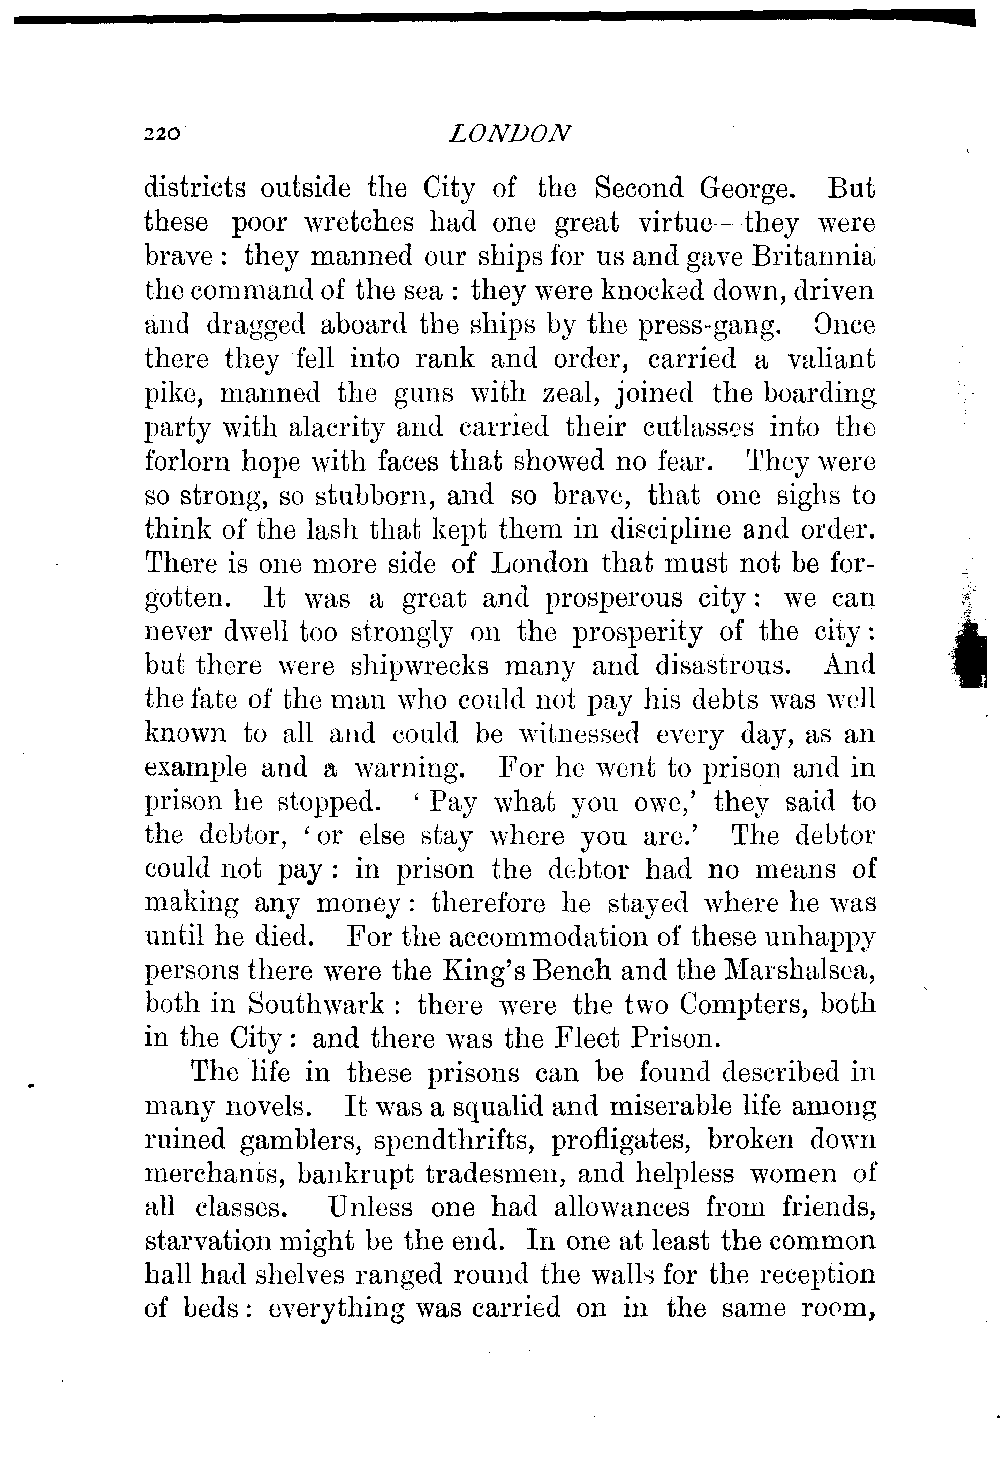 220 LONDON
districts outside the City of the Second George. But
these poor wretches had one great virtue—they were
brave : they manned our ships for us and gave Britannia
the command of the sea : they were knocked down, driven
and dragged aboard the ships by the press-gang. Once
there they fell into rank and order, carried a valiant
pike, manned the guns with zeal, joined the boarding
party with alacrity and carried their cutlasses into the
forlorn hope with faces that showed no fear. They were
so strong, so stubborn, and so brave, that one sighs to
think of the lash that kept them in discipline and order.
There is one more side of London that must not be for-
gotten. It was a great and prosperous city : we can
never dwell too strongly on the prosperity of the city :
but there were shipwrecks many and disastrous. And
the fate of the man who could not pay his debts was well
known to all and could be witnessed every day, as an
example and a warning. For he went to prison and in
prison he stopped. ‘ Pay what you owe,’ they said to
the debtor, ‘ or else stay where you are.’ The debtor
could not pay : in prison the debtor had no means of
making any money : therefore he stayed where he was
until he died. For the accommodation of these unhappy
persons there were the King’s Bench and the Marshalsea,
both in Southwark : there were the two Compters, both
in the City : and there was the Fleet Prison.
The life in these prisons can be found described in
many novels. It was a squalid and miserable life among
ruined gamblers, spendthrifts, profligates, broken down
merchants, bankrupt tradesmen, and helpless women of
all classes. Unless one had allowances from friends,
starvation might be the end. In one at least the common
hall had shelves ranged round the walls for the reception
of beds : everything was carried on in the same room,